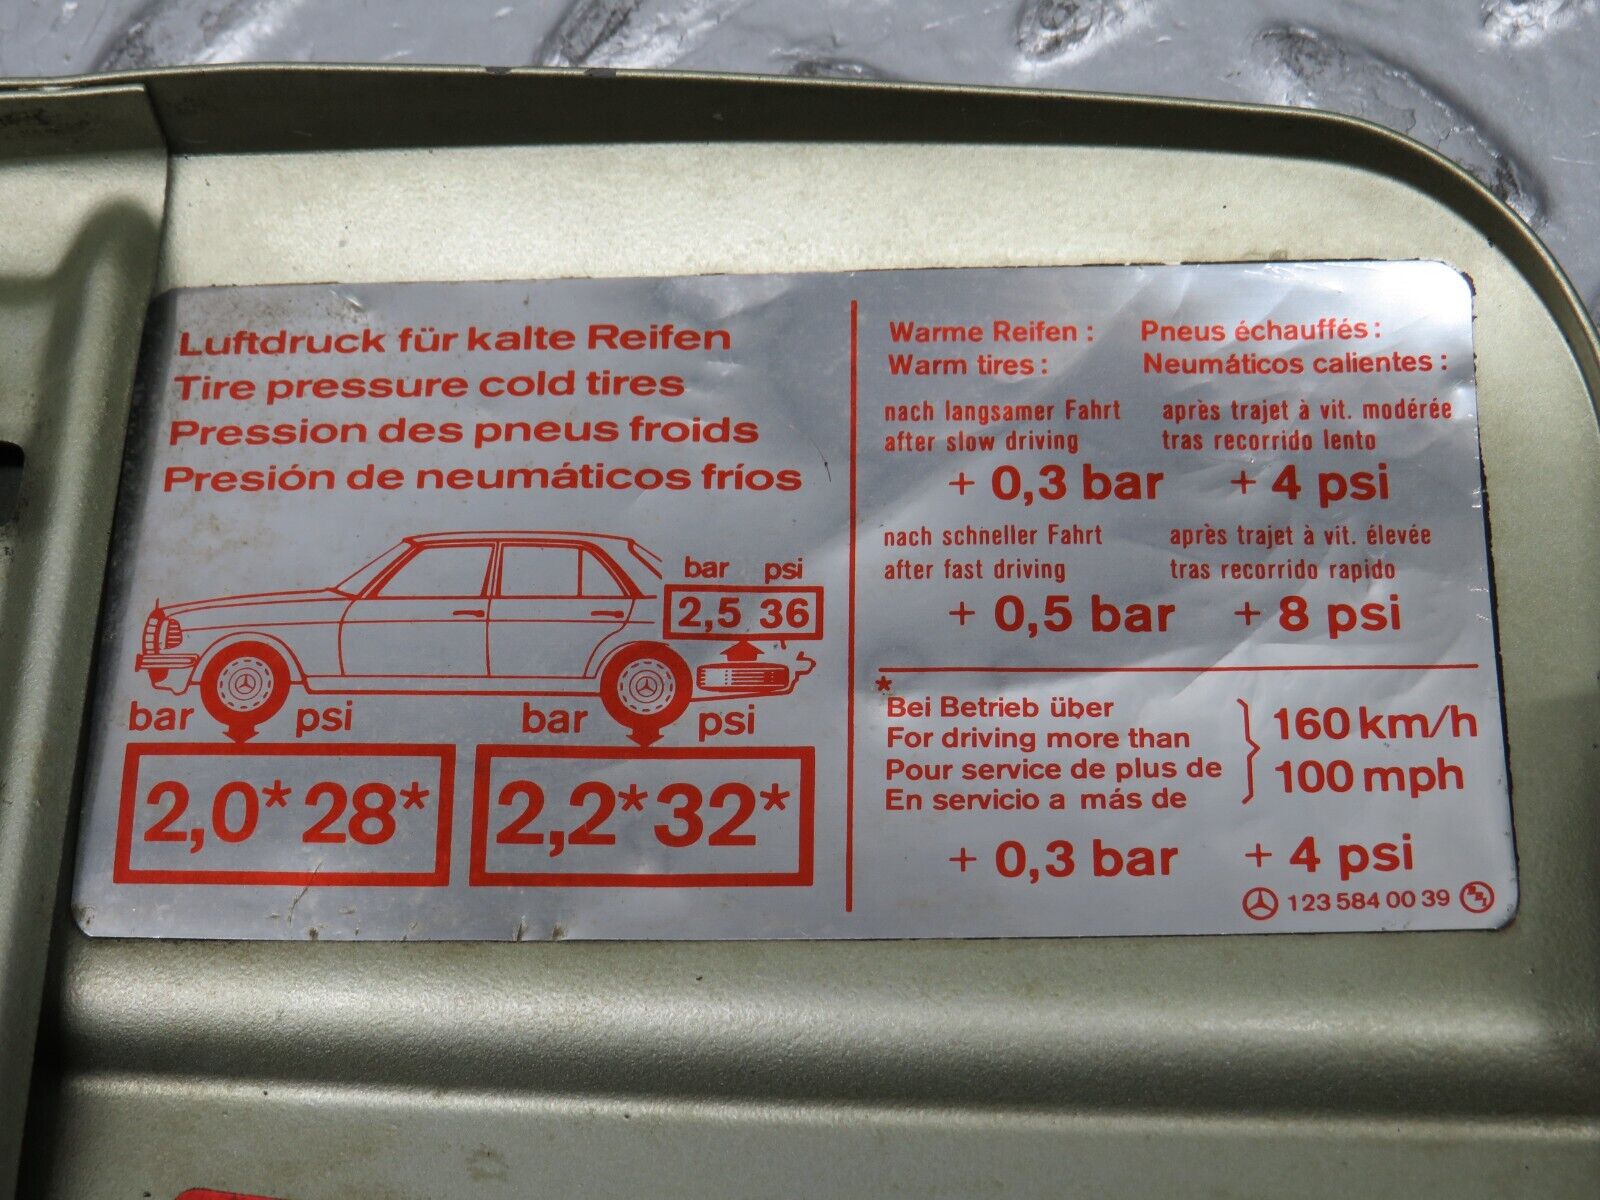 Luftdruck für kalte Reifen
Tire pressure cold tires
Pression des pneus froids
Presión de neumáticos fríos
bar psi
2,5 36
bar psi
2,0* 28*
bar psi
2,2* 32*
Warme Reifen :
Warm tires :
Pneus échauffés :
Neumáticos calientes :
nach langsamer Fahrt
after slow driving
après trajet à vit. modérée
tras recorrido lento
+ 0,3 bar + 4 psi
nach schneller Fahrt
after fast driving
après trajet à vit. élevée
tras recorrido rapido
+ 0,5 bar + 8 psi
*
Bei Betrieb über
For driving more than
Pour service de plus de
En servicio a más de
160 km/h
100 mph
+ 0,3 bar + 4 psi
123 584 00 39